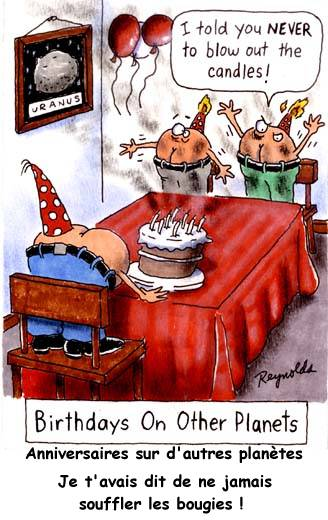 I told you NEVER
to blow out the
candles!
URANUS
Reynolds
Birthdays On Other Planets
Anniversaires sur d'autres planètes
Je t'avais dit de ne jamais
souffler les bougies !